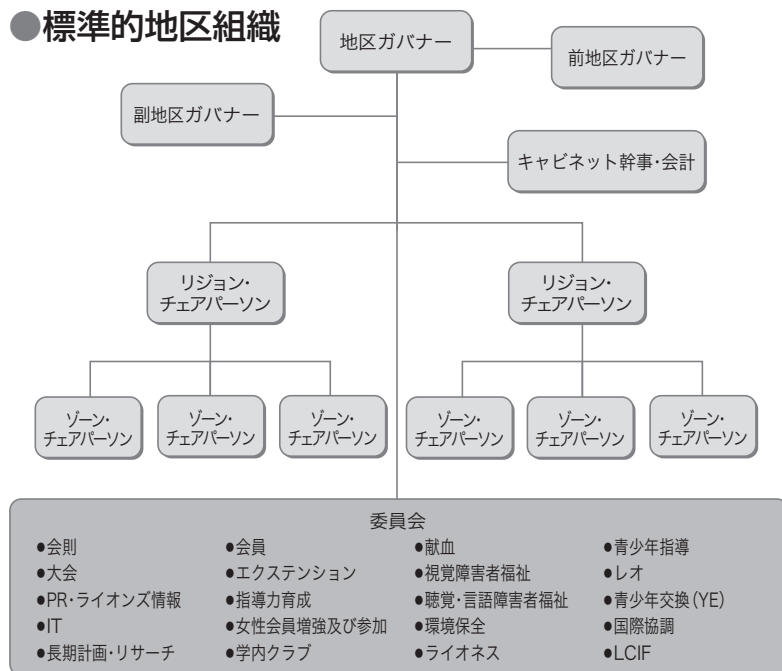 ●標準的地区組織
地区ガバナー
前地区ガバナー
副地区ガバナー
キャビネット幹事・会計
リジョン・
チェアパーソン
リジョン・
チェアパーソン
ゾーン・
チェアパーソン
ゾーン・
チェアパーソン
ゾーン・
チェアパーソン
ゾーン・
チェアパーソン
ゾーン・
チェアパーソン
ゾーン・
チェアパーソン
委員会
●会則
●大会
●PR・ライオンズ情報
●IT
●長期計画・リサーチ
●会員
●エクステンション
●指導力育成
●女性会員増強及び参加
●学内クラブ
●献血
●視覚障害者福祉
●聴覚・言語障害者福祉
●環境保全
●ライオネス
●青少年指導
●レオ
●青少年交換(YE)
●国際協調
●LCIF